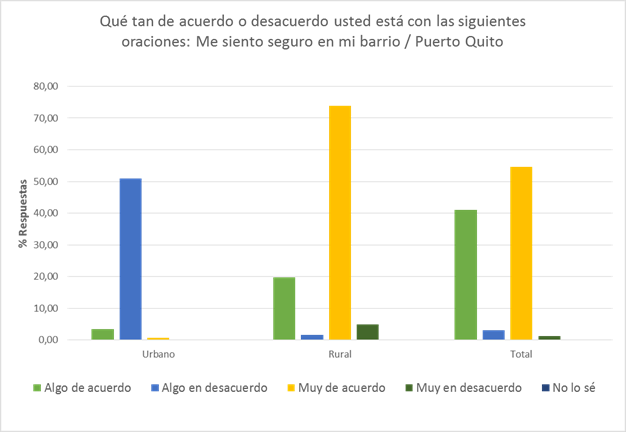 Qué tan de acuerdo o desacuerdo usted está con las siguientes
oraciones: Me siento seguro en mi barrio / Puerto Quito
80,00
70,00
60,00
50,00
40,00
30,00
20,00
10,00
0,00
% Respuestas
Urbano Rural Total
Algo de acuerdo Algo en desacuerdo Muy de acuerdo Muy en desacuerdo No lo sé